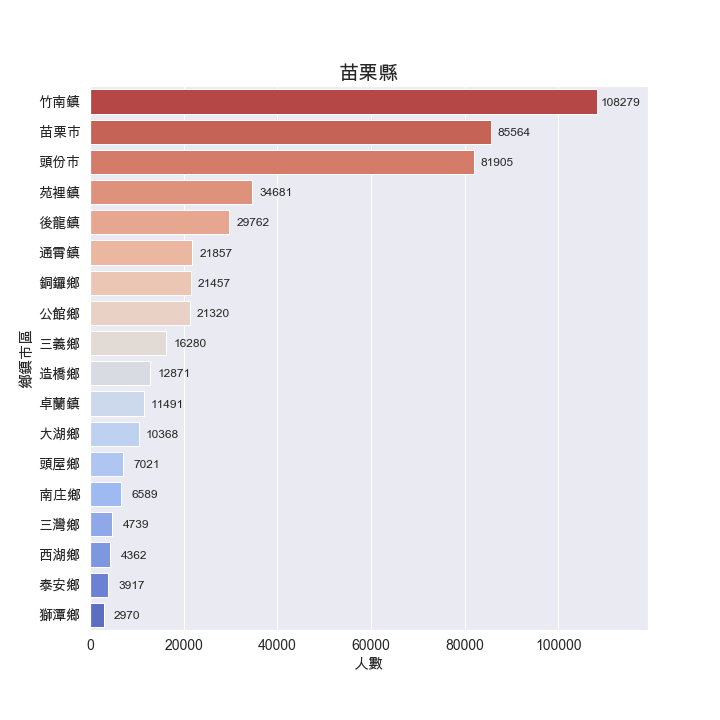 苗栗縣
竹南鎮 108279
苗栗市 85564
頭份市 81905
苑裡鎮 34681
後龍鎮 29762
通霄鎮 21857
銅鑼鄉 21457
公館鄉 21320
三義鄉 16280
造橋鄉 12871
卓蘭鎮 11491
大湖鄉 10368
頭屋鄉 7021
南庄鄉 6589
三灣鄉 4739
西湖鄉 4362
泰安鄉 3917
獅潭鄉 2970
鄉鎮市區
0 20000 40000 60000 80000 100000
人數